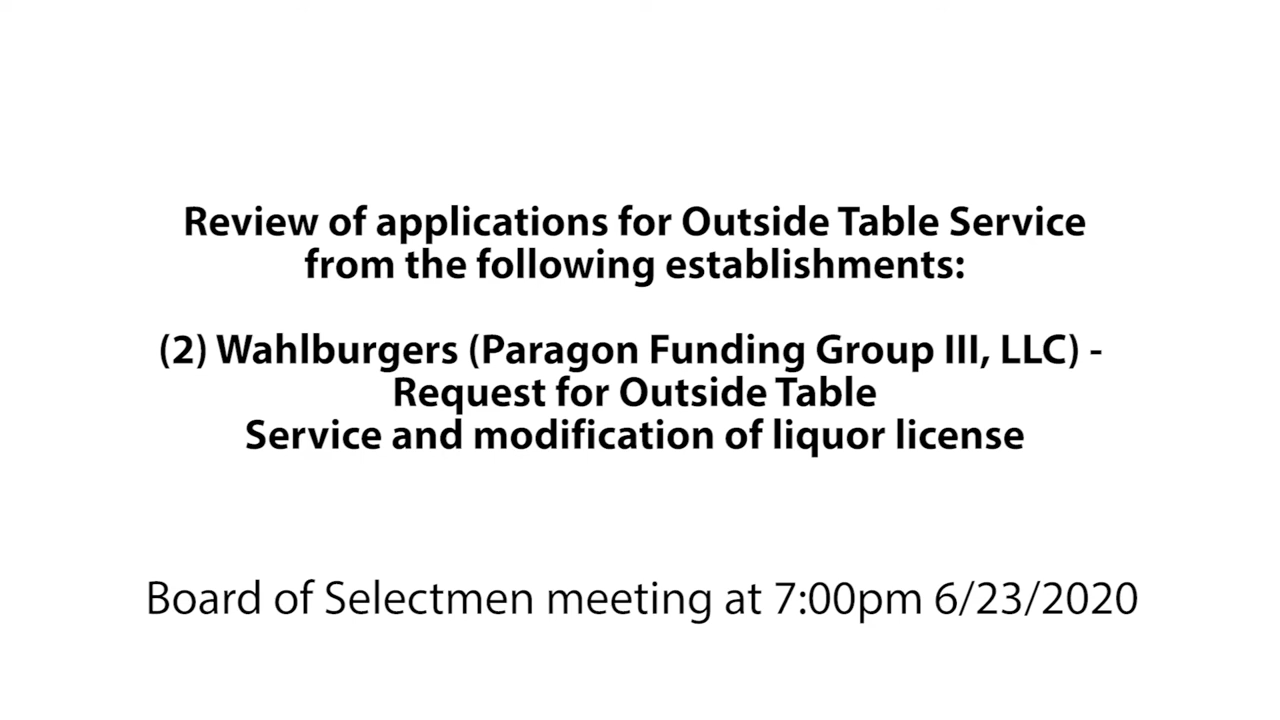 Review of applications for Outside Table Service
from the following establishments:
(2) Wahlburgers (Paragon Funding Group III, LLC) -
Request for Outside Table
Service and modification of liquor license
Board of Selectmen meeting at 7:00pm 6/23/2020